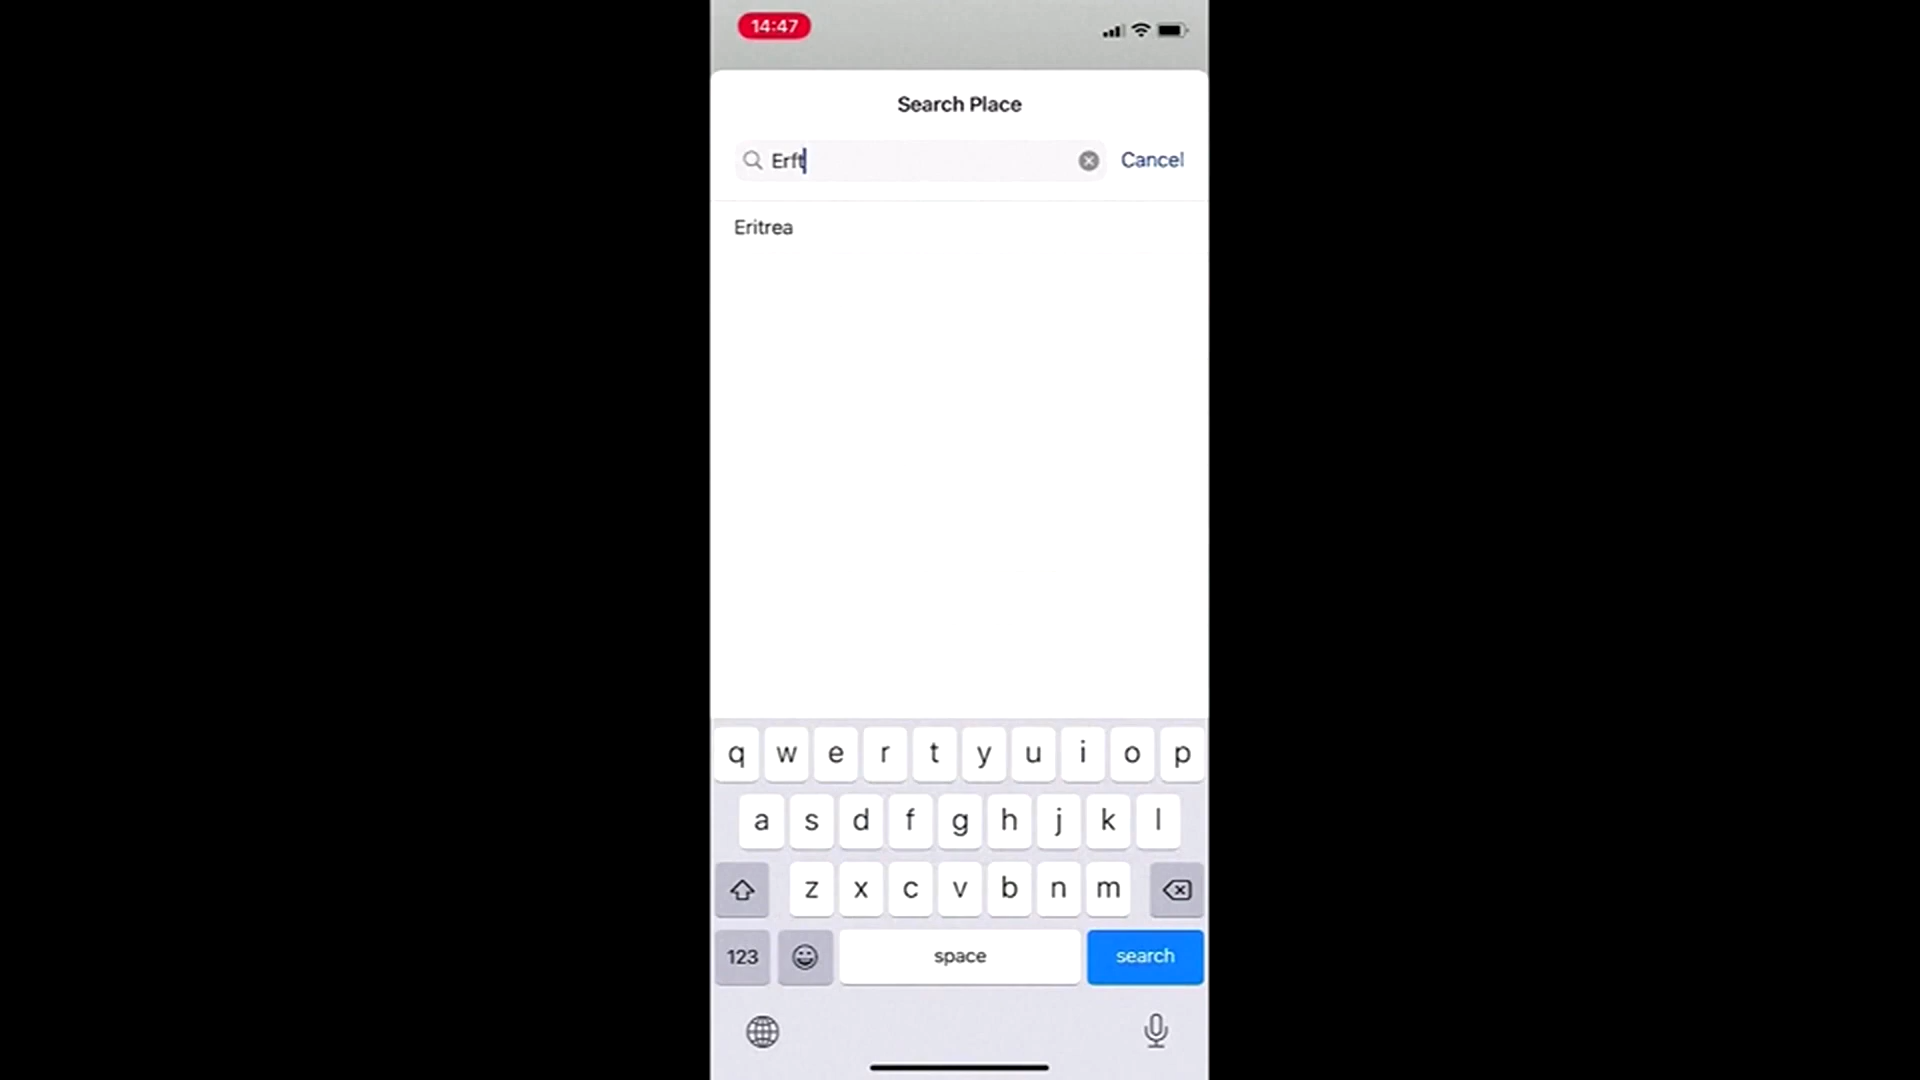 14:47
Search Place
Erft
Cancel
Eritrea
q w e r t y u i o p
a s d f g h j k l
z x c v b n m
123
space
search